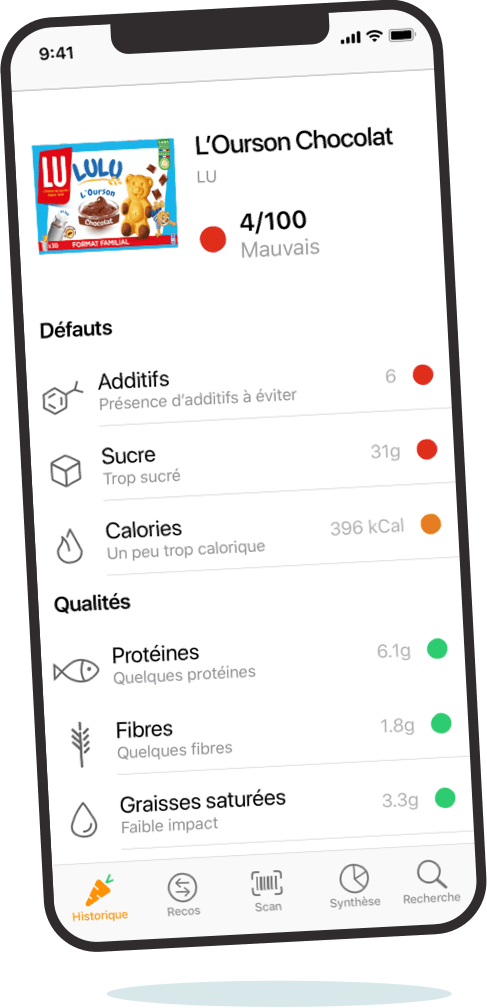 9:41
L'Ourson Chocolat
LU
4/100
Mauvais
LU
LULU
L'Ourson
Chocolat
x10
FORMAT FAMILIAL
Défauts
Additifs
6
Présence d'additifs à éviter
Sucre
31g
Trop sucré
Calories
396 kCal
Un peu trop calorique
Qualités
Protéines
6.1g
Quelques protéines
Fibres
1.8g
Quelques fibres
Graisses saturées
3.3g
Faible impact
Historique
Recos
Scan
Synthèse
Recherche